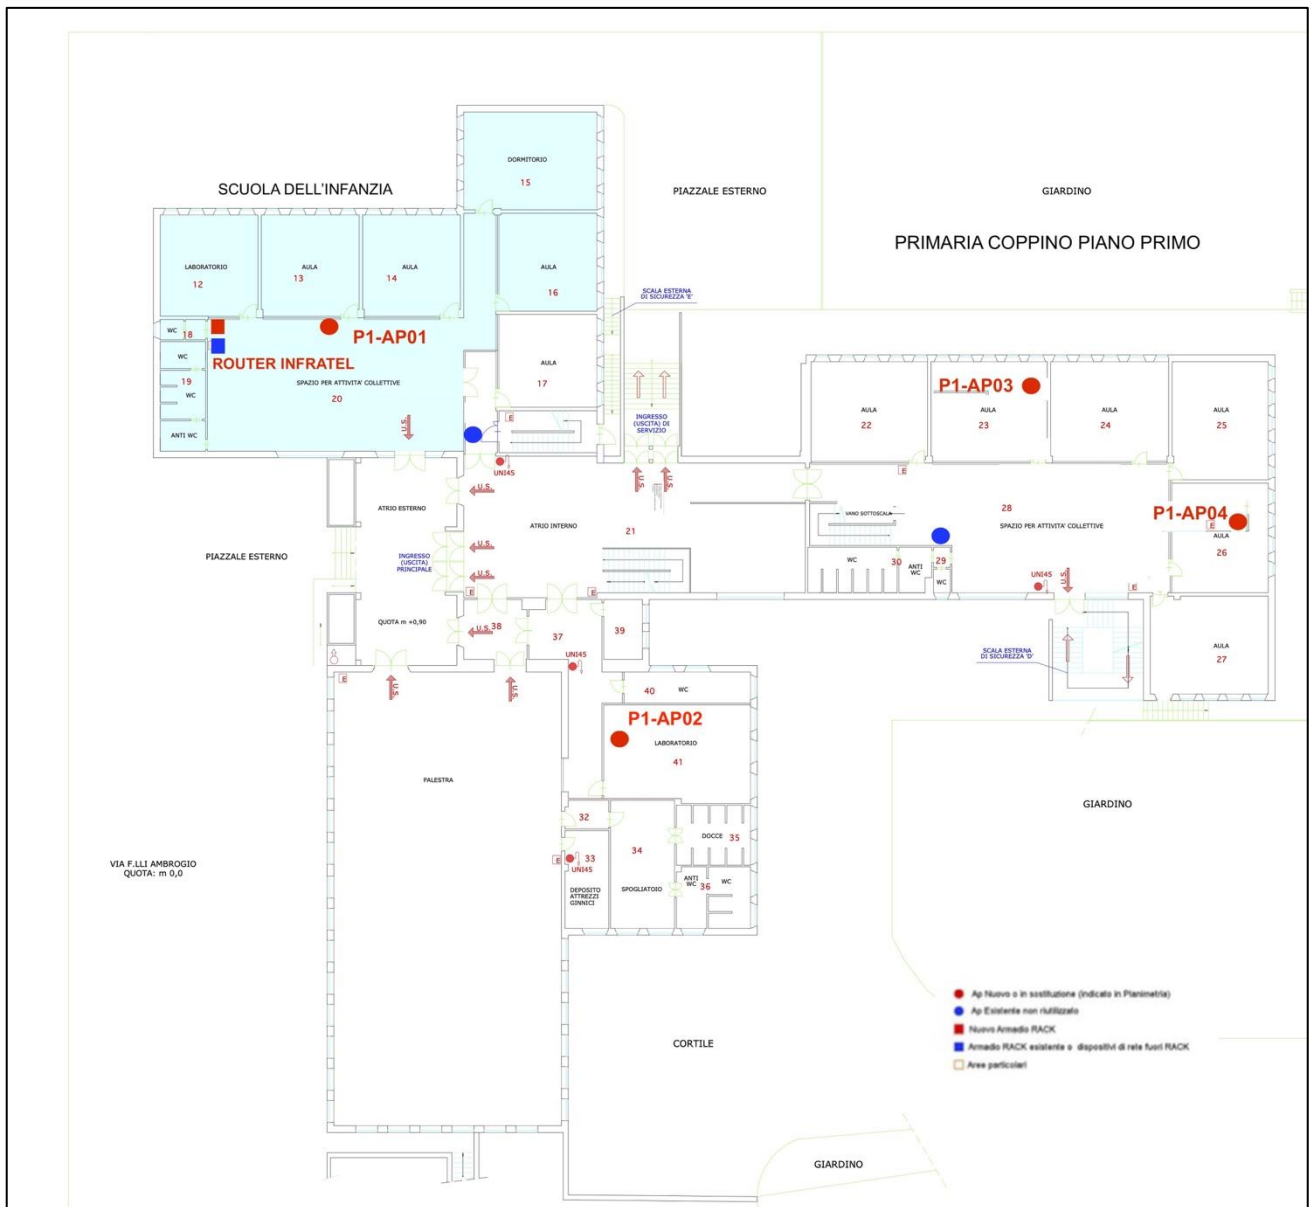 SCUOLA DELL'INFANZIA
DORMITORIO
15
PIAZZALE ESTERNO
GIARDINO
PRIMARIA COPPINO PIANO PRIMO
LABORATORIO
12
AULA
13
AULA
14
AULA
16
SCALA ESTERNA
DI SICUREZZA 'E'
WC
18
P1-AP01
ROUTER INFRATEL
WC
19
WC
ANTI WC
SPAZIO PER ATTIVITA' COLLETTIVE
20
U.S.
AULA
17
E
INGRESSO
(USCITA) DI
SERVIZIO
UNI45
U.S.
U.S.
P1-AP03
AULA
22
AULA
23
AULA
24
AULA
25
E
ATRIO ESTERNO
U.S.
ATRIO INTERNO
21
VANO SOTTOSCALA
28
SPAZIO PER ATTIVITA' COLLETTIVE
P1-AP04
E
AULA
26
PIAZZALE ESTERNO
INGRESSO
(USCITA)
PRINCIPALE
U.S.
U.S.
E
E
WC
30
ANTI
WC
29
WC
UNI45
U.S.
E
QUOTA m +0,90
U.S.
38
37
39
UNI45
SCALA ESTERNA
DI SICUREZZA 'D'
AULA
27
E
U.S.
U.S.
40
WC
P1-AP02
LABORATORIO
41
PALESTRA
GIARDINO
32
33
E
UNI45
34
DOCCE
35
DEPOSITO
ATTREZZI
GINNICI
SPOGLIATOIO
ANTI
WC
36
WC
VIA F.LLI AMBROGIO
QUOTA: m 0,0
CORTILE
Ap Nuovo o in sostituzione (indicato in Planimetria)
Ap Esistente non riutilizzato
Nuovo Armadio RACK
Armadio RACK esistente o dispositivi di rete fuori RACK
Aree particolari
GIARDINO